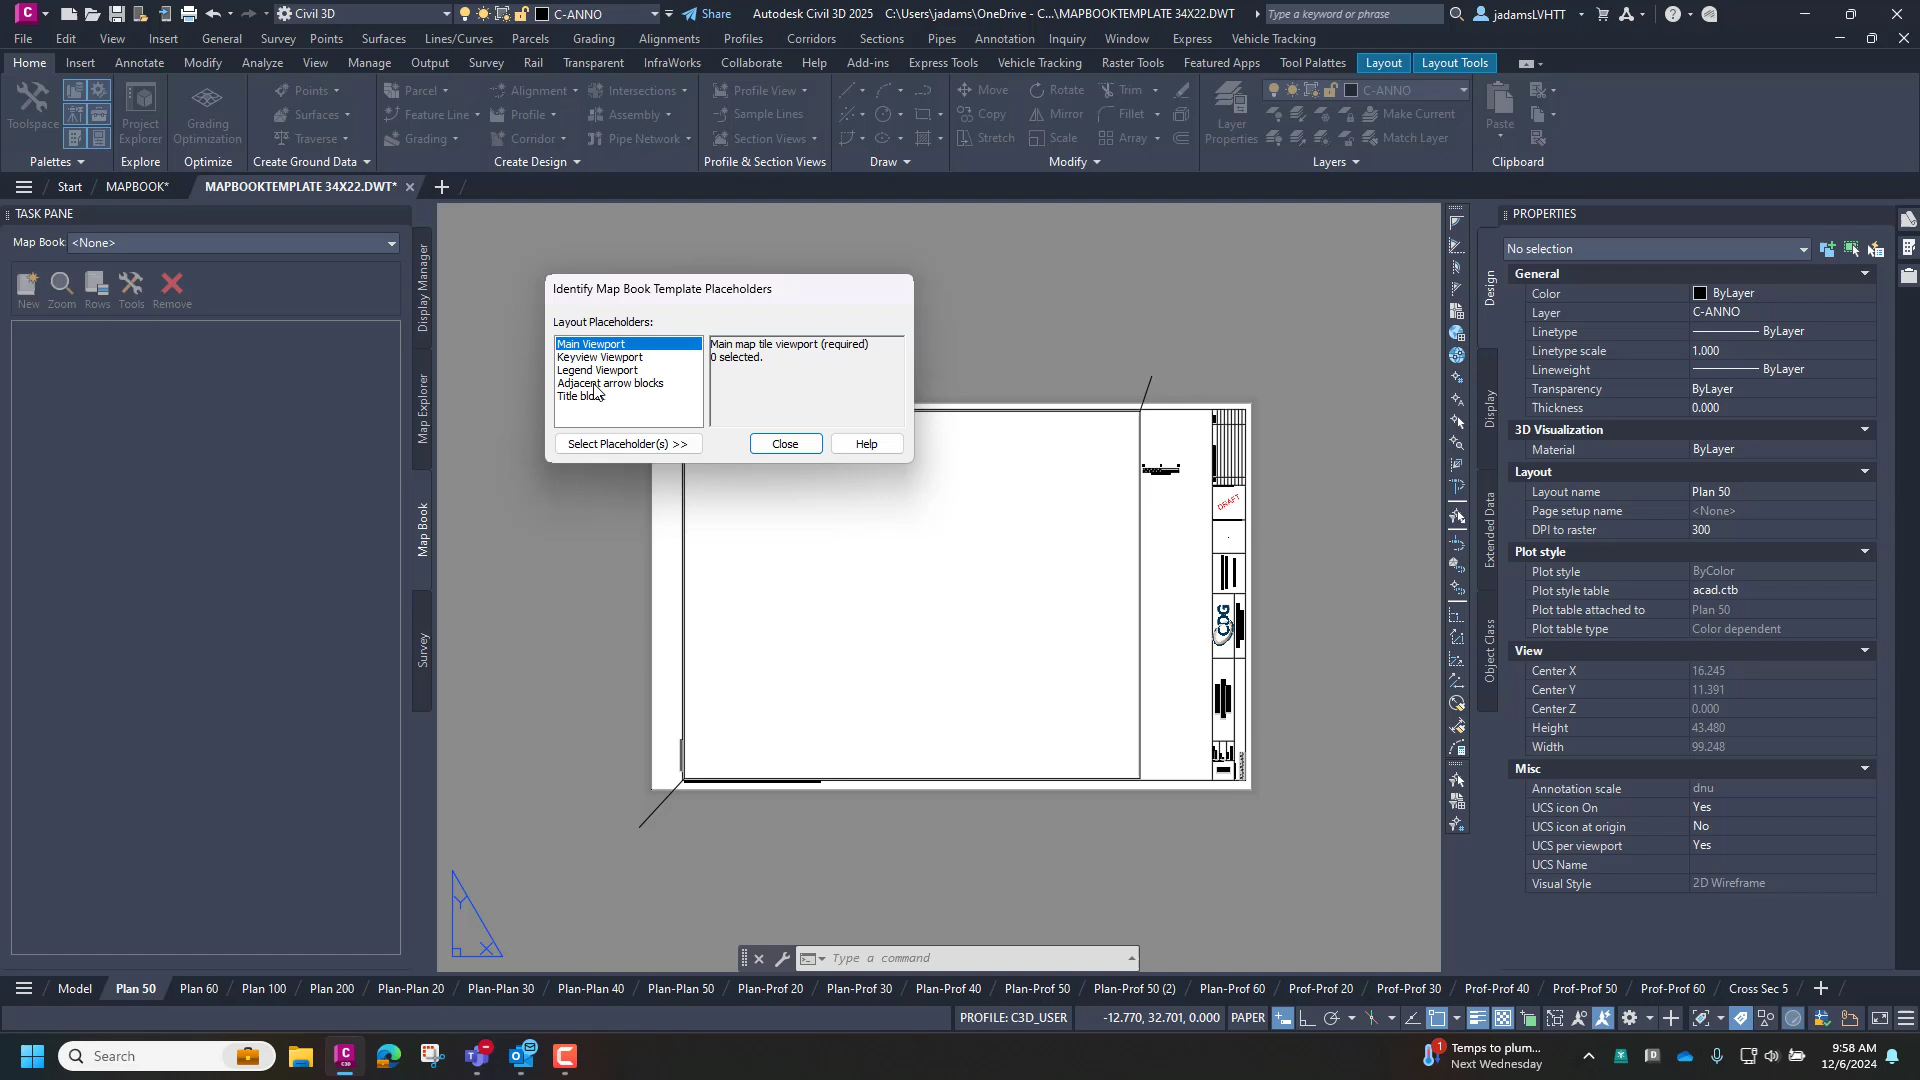 Civil 3D
C-ANNO
Share
Autodesk Civil 3D 2025
C:\Users\jadams\OneDrive - C...\MAPBOOKTEMPLATE 34X22.DWT
Type a keyword or phrase
jadamsLVHTT
File Edit View Insert General Survey Points Surfaces Lines/Curves Parcels Grading Alignments Profiles Corridors Sections Pipes Annotation Inquiry Window Express Vehicle Tracking
Home Insert Annotate Modify Analyze View Manage Output Survey Rail Transparent InfraWorks Collaborate Help Add-ins Express Tools Vehicle Tracking Raster Tools Featured Apps Tool Palettes Layout Layout Tools
Points Parcel Alignment Intersections Profile View Move Rotate Trim C-ANNO
Toolspace Project Explorer Grading Optimization Surfaces Feature Line Profile Assembly Sample Lines Copy Mirror Fillet Layer Properties Make Current Paste
Traverse Grading Corridor Pipe Network Section Views Stretch Scale Array Match Layer
Palettes Explore Optimize Create Ground Data Create Design Profile & Section Views Draw Modify Layers Clipboard
Start MAPBOOK* MAPBOOKTEMPLATE 34X22.DWT*
TASK PANE
Map Book: <None>
New Zoom Rows Tools Remove
Display Manager
Map Explorer
Map Book
Survey
Identify Map Book Template Placeholders
Layout Placeholders:
Main Viewport
Keyview Viewport
Legend Viewport
Adjacent arrow blocks
Title block
Main map tile viewport (required)
0 selected.
Select Placeholder(s) >>
Close
Help
DRAFT
CDG
Y
X
Type a command
PROPERTIES
No selection
Design
Display
Extended Data
Object Class
General
Color ByLayer
Layer C-ANNO
Linetype ByLayer
Linetype scale 1.000
Lineweight ByLayer
Transparency ByLayer
Thickness 0.000
3D Visualization
Material ByLayer
Layout
Layout name Plan 50
Page setup name <None>
DPI to raster 300
Plot style
Plot style ByColor
Plot style table acad.ctb
Plot table attached to Plan 50
Plot table type Color dependent
View
Center X 16.245
Center Y 11.391
Center Z 0.000
Height 43.480
Width 99.248
Misc
Annotation scale dnu
UCS icon On Yes
UCS icon at origin No
UCS per viewport Yes
UCS Name
Visual Style 2D Wireframe
Model Plan 50 Plan 60 Plan 100 Plan 200 Plan-Plan 20 Plan-Plan 30 Plan-Plan 40 Plan-Plan 50 Plan-Prof 20 Plan-Prof 30 Plan-Prof 40 Plan-Prof 50 Plan-Prof 50 (2) Plan-Prof 60 Prof-Prof 20 Prof-Prof 30 Prof-Prof 40 Prof-Prof 50 Prof-Prof 60 Cross Sec 5
PROFILE: C3D_USER -12.770, 32.701, 0.000 PAPER
Search
1
Temps to plum...
Next Wednesday
9:58 AM
12/6/2024